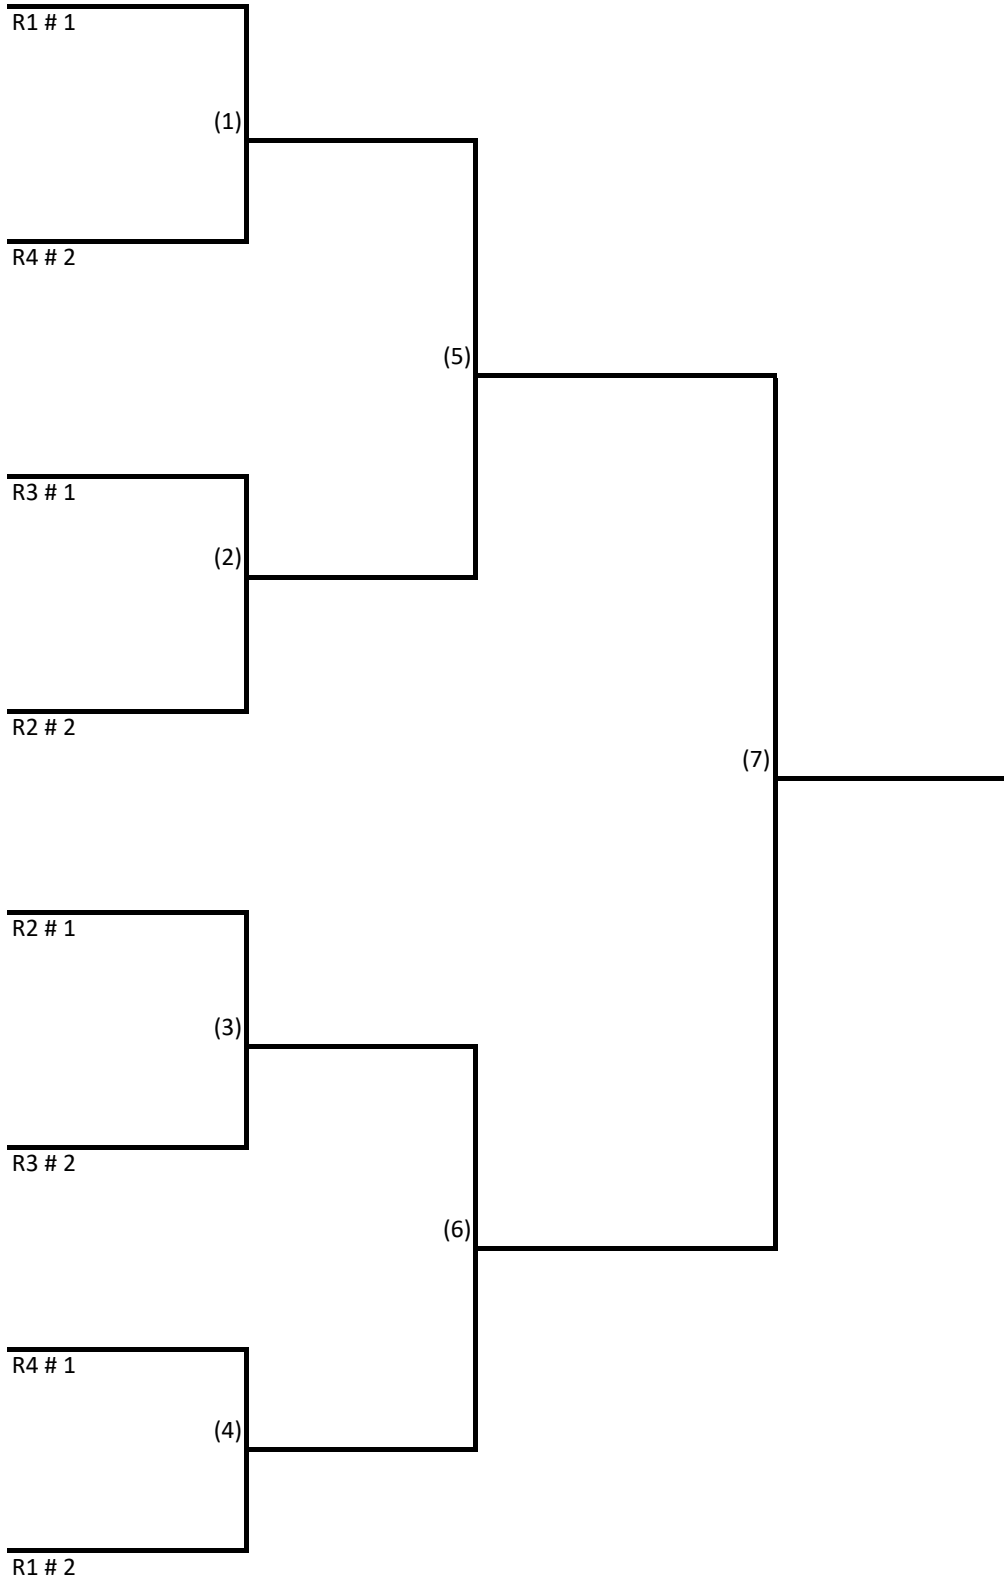 R1 # 1
(1)
R4 # 2
(5)
R3 # 1
(2)
R2 # 2
(7)
R2 # 1
(3)
R3 # 2
(6)
R4 # 1
(4)
R1 # 2